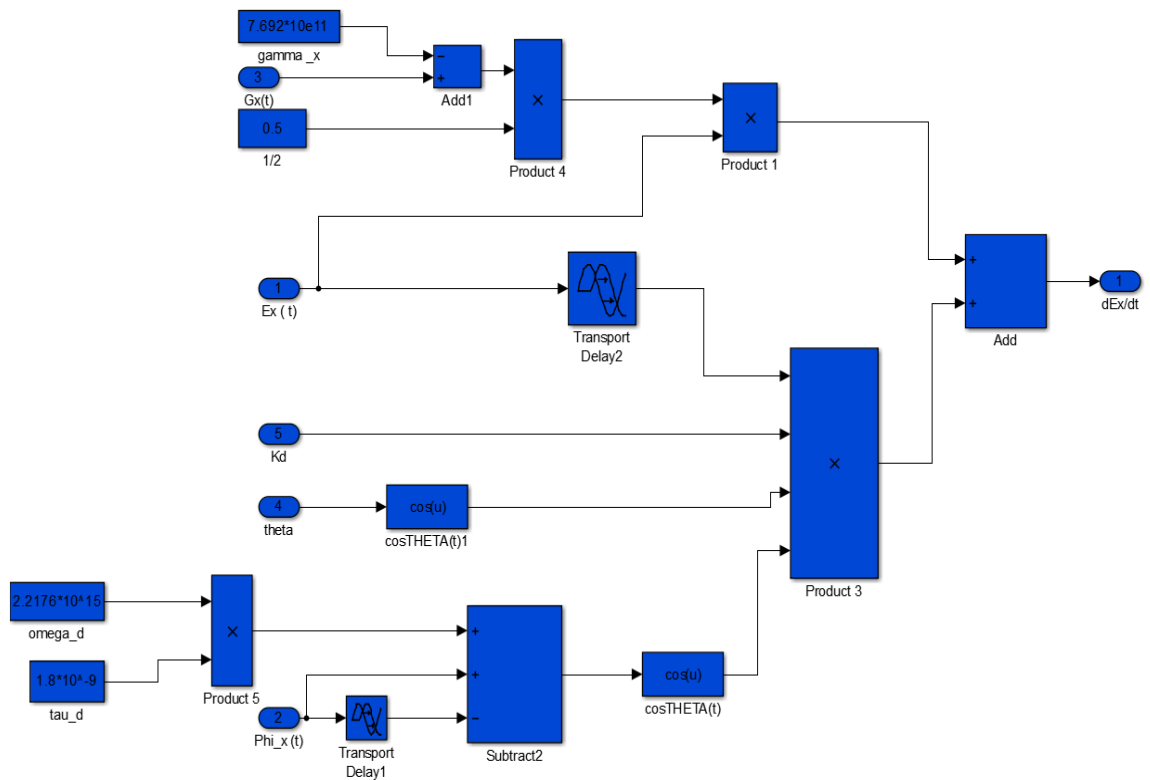 7.692*10e11
gamma _x
3
Gx(t)
0.5
1/2
−
+
Add1
×
Product 4
×
Product 1
1
Ex ( t)
Transport
Delay2
+
+
Add
1
dEx/dt
5
Kd
4
theta
cos(u)
cosTHETA(t)1
×
Product 3
2.2176*10^15
omega_d
1.8*10^-9
tau_d
×
Product 5
2
Phi_x (t)
Transport
Delay1
+
+
−
Subtract2
cos(u)
cosTHETA(t)